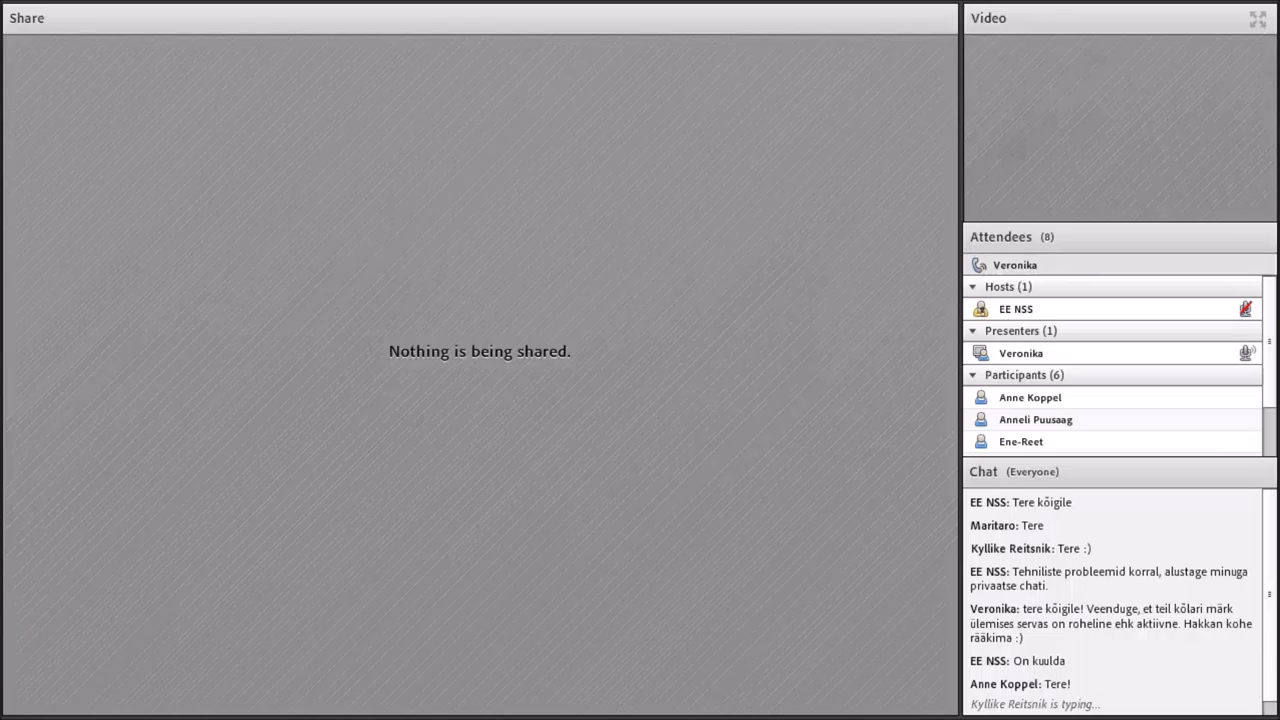 Share
Nothing is being shared.
Video
Attendees (8)
Veronika
Hosts (1)
EE NSS
Presenters (1)
Veronika
Participants (6)
Anne Koppel
Anneli Puusaag
Ene-Reet
Chat (Everyone)
EE NSS: Tere kõigile
Maritaro: Tere
Kyllike Reitsnik: Tere :)
EE NSS: Tehniliste probleemid korral, alustage minuga
privaatse chati.
Veronika: tere kõigile! Veenduge, et teil kõlari märk
ülemises servas on roheline ehk aktiivne. Hakkan kohe
rääkima :)
EE NSS: On kuulda
Anne Koppel: Tere!
Kyllike Reitsnik is typing...